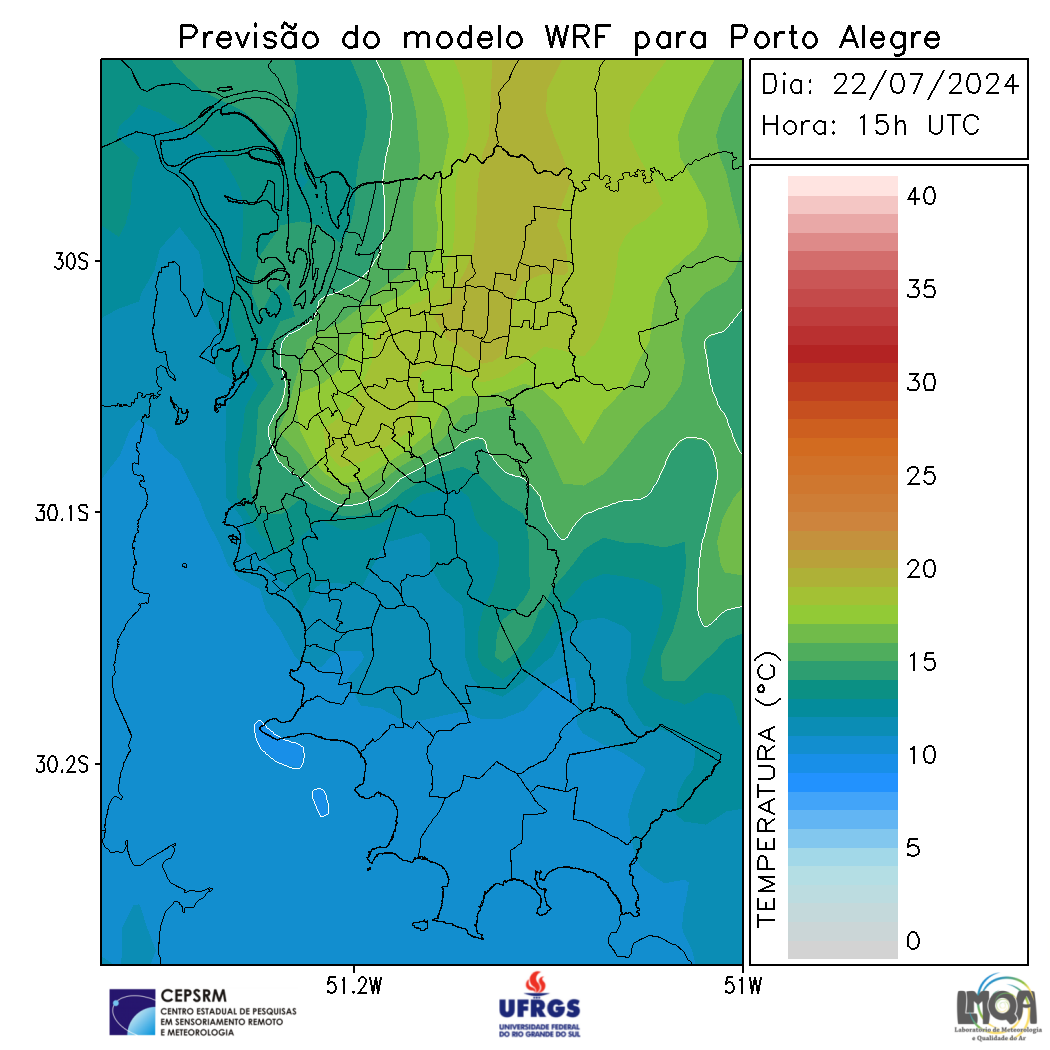 Previsão do modelo WRF para Porto Alegre
Dia: 22/07/2024
Hora: 15h UTC
40
35
30
25
20
15
10
5
0
TEMPERATURA (°C)
30S
30.1S
30.2S
51.2W
51W
CEPSRM
CENTRO ESTADUAL DE PESQUISAS
EM SENSORIAMENTO REMOTO
E METEOROLOGIA
UFRGS
UNIVERSIDADE FEDERAL
DO RIO GRANDE DO SUL
LMQA
Laboratório de Meteorologia
e Qualidade do Ar